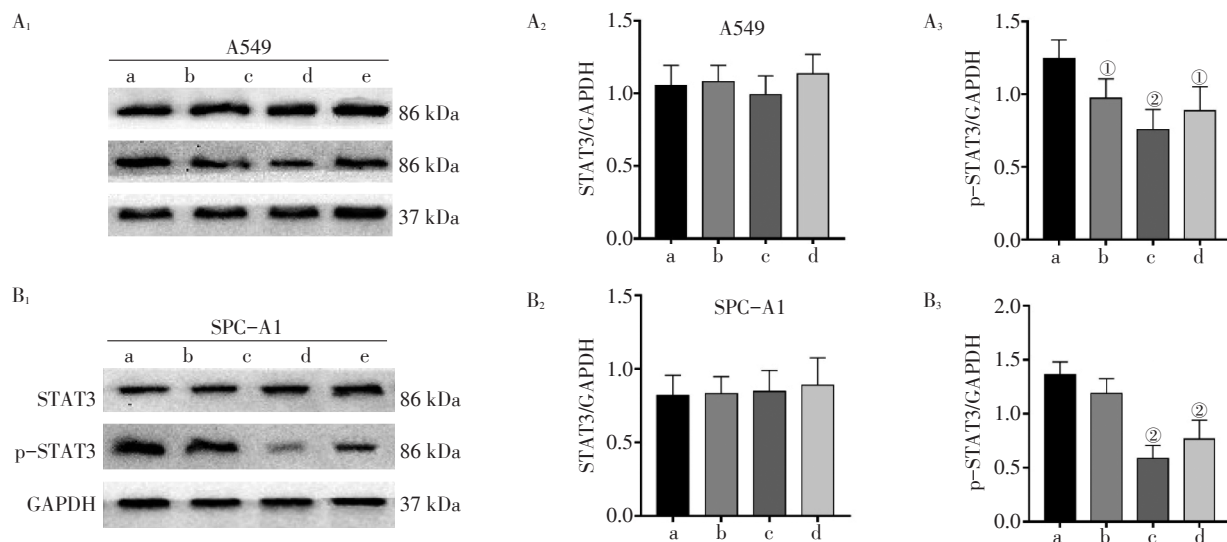 A₁
A549
a b c d e
86 kDa
86 kDa
37 kDa
A₂
A549
STAT3/GAPDH
1.5
1.0
0.5
0.0
a b c d
A₃
p-STAT3/GAPDH
1.5
1.0
0.5
0.0
① ② ①
a b c d
B₁
SPC-A1
a b c d e
STAT3 86 kDa
p-STAT3 86 kDa
GAPDH 37 kDa
B₂
SPC-A1
STAT3/GAPDH
1.5
1.0
0.5
0.0
a b c d
B₃
p-STAT3/GAPDH
2.0
1.5
1.0
0.5
0.0
② ②
a b c d